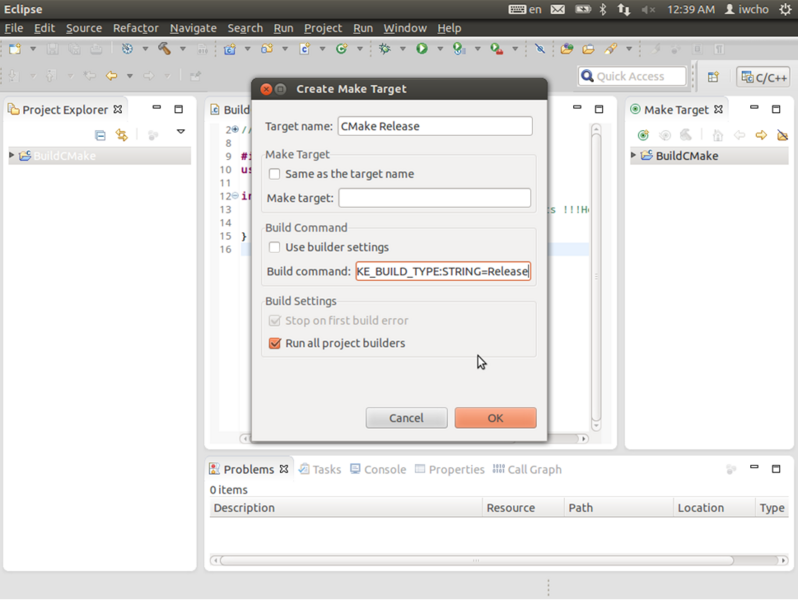 Eclipse en 12:39 AM iwcho
File Edit Source Refactor Navigate Search Run Project Run Window Help
Quick Access C/C++
Project Explorer
BuildCMake
Build
2 //
8
9 #i
10 us
11
12 in
13 ts !!!He
14
15 }
16
Make Target
BuildCMake
Create Make Target
Target name: CMake Release
Make Target
Same as the target name
Make target:
Build Command
Use builder settings
Build command: KE_BUILD_TYPE:STRING=Release
Build Settings
Stop on first build error
Run all project builders
Cancel OK
Problems Tasks Console Properties Call Graph
0 items
Description Resource Path Location Type